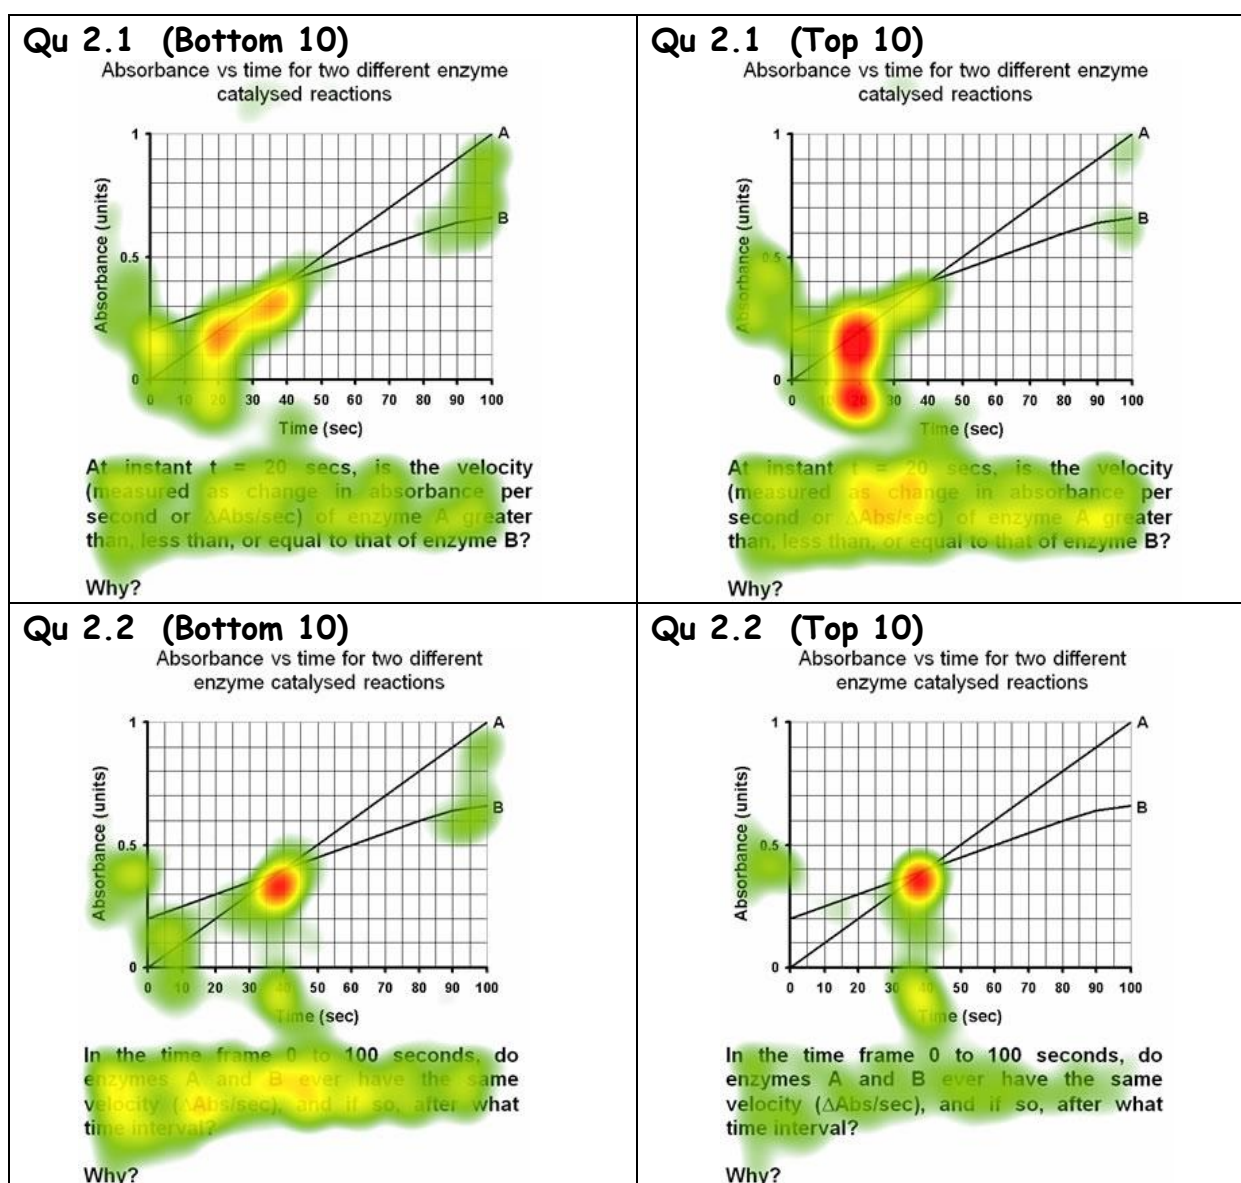 Qu 2.1 (Bottom 10)
Absorbance vs time for two different enzyme
catalysed reactions
1
A
B
0.5
0
Absorbance (units)
0 10 20 30 40 50 60 70 80 90 100
Time (sec)
At instant t = 20 secs, is the velocity
(measured as change in absorbance per
second or ΔAbs/sec) of enzyme A greater
than, less than, or equal to that of enzyme B?
Why?
Qu 2.1 (Top 10)
Absorbance vs time for two different enzyme
catalysed reactions
1
A
B
0.5
0
Absorbance (units)
0 10 20 30 40 50 60 70 80 90 100
Time (sec)
At instant t = 20 secs, is the velocity
(measured as change in absorbance per
second or ΔAbs/sec) of enzyme A greater
than, less than, or equal to that of enzyme B?
Why?
Qu 2.2 (Bottom 10)
Absorbance vs time for two different
enzyme catalysed reactions
1
A
B
0.5
0
Absorbance (units)
0 10 20 30 40 50 60 70 80 90 100
Time (sec)
In the time frame 0 to 100 seconds, do
enzymes A and B ever have the same
velocity (ΔAbs/sec), and if so, after what
time interval?
Why?
Qu 2.2 (Top 10)
Absorbance vs time for two different
enzyme catalysed reactions
1
A
B
0.5
0
Absorbance (units)
0 10 20 30 40 50 60 70 80 90 100
Time (sec)
In the time frame 0 to 100 seconds, do
enzymes A and B ever have the same
velocity (ΔAbs/sec), and if so, after what
time interval?
Why?